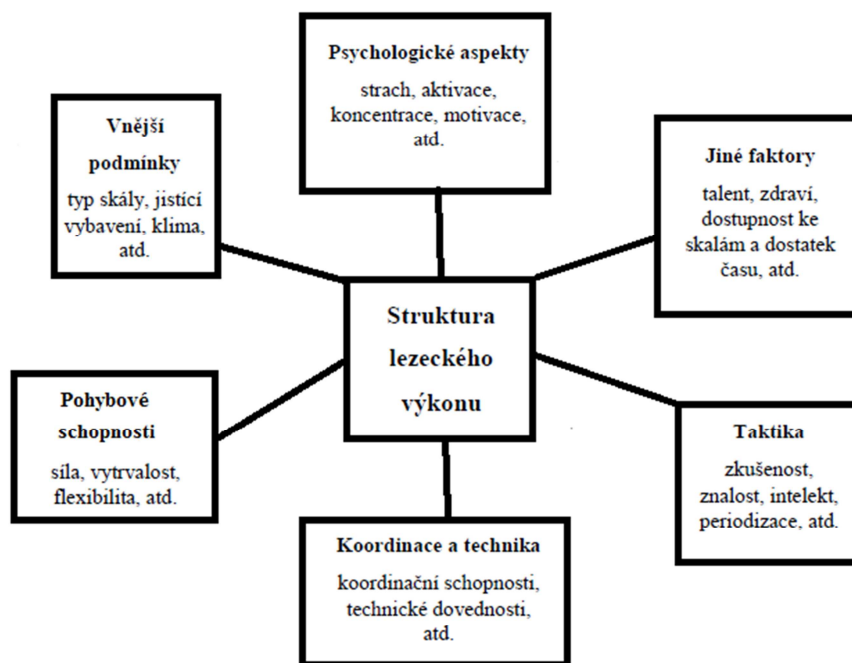 Psychologické aspekty
strach, aktivace,
koncentrace, motivace,
atd.
Vnější
podmínky
typ skály, jistící
vybavení, klima,
atd.
Jiné faktory
talent, zdraví,
dostupnost ke
skalám a dostatek
času, atd.
Struktura
lezeckého
výkonu
Pohybové
schopnosti
síla, vytrvalost,
flexibilita, atd.
Taktika
zkušenost,
znalost, intelekt,
periodizace, atd.
Koordinace a technika
koordinační schopnosti,
technické dovednosti,
atd.